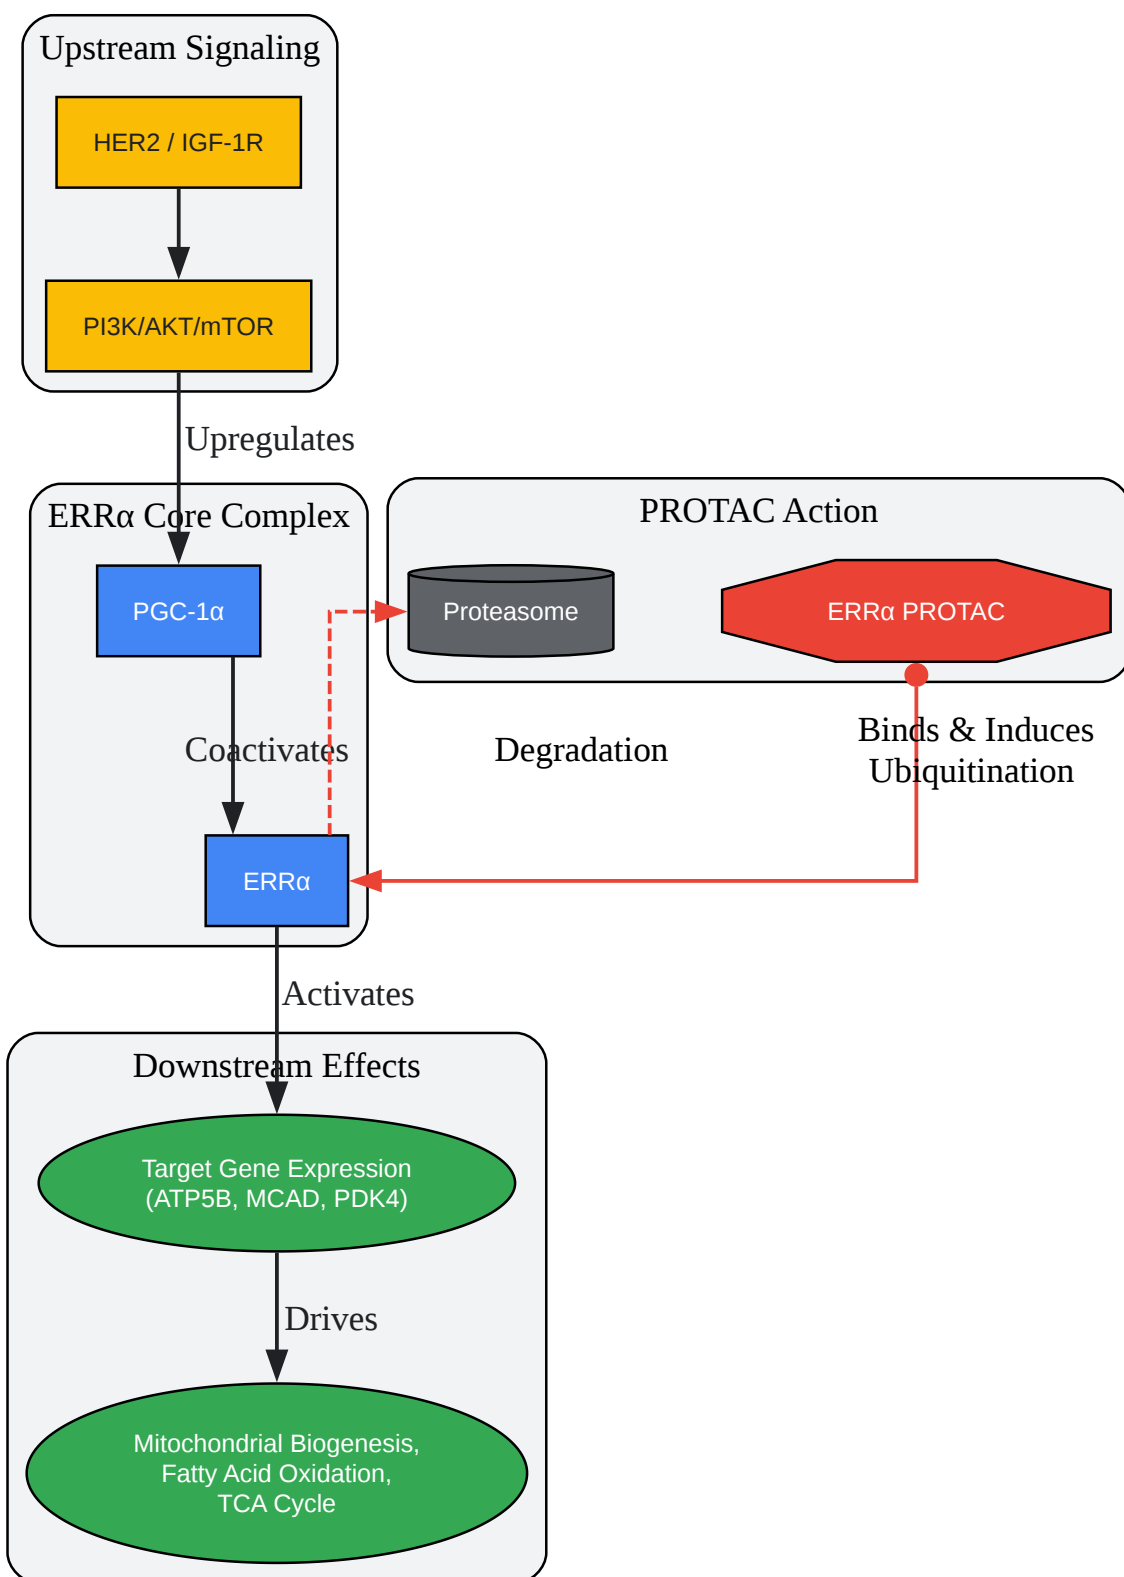 Upstream Signaling
HER2 / IGF-1R
PI3K/AKT/mTOR
Upregulates
ERRα Core Complex
PGC-1α
Coactivates
ERRα
PROTAC Action
Proteasome
ERRα PROTAC
Degradation
Binds & Induces
Ubiquitination
Activates
Downstream Effects
Target Gene Expression
(ATP5B, MCAD, PDK4)
Drives
Mitochondrial Biogenesis,
Fatty Acid Oxidation,
TCA Cycle